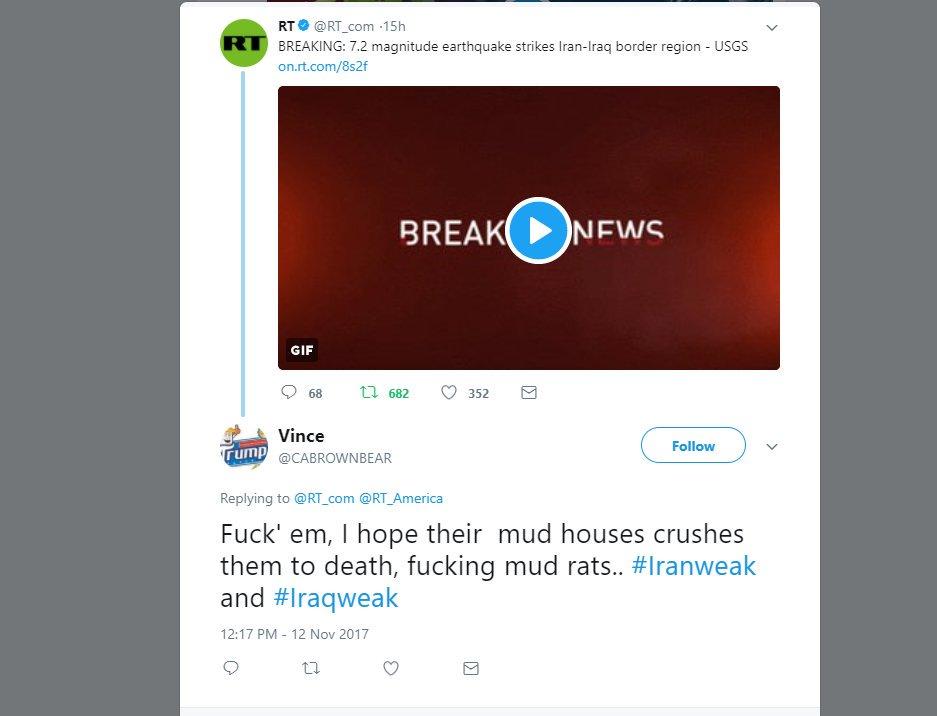 RT @RT_com ·15h
RT
BREAKING: 7.2 magnitude earthquake strikes Iran-Iraq border region - USGS
on.rt.com/8s2f
BREAK NEWS
GIF
68 682 352
Vince
Trump
@CABROWNBEAR
Follow
Replying to @RT_com @RT_America
Fuck' em, I hope their mud houses crushes
them to death, fucking mud rats.. #Iranweak
and #Iraqweak
12:17 PM - 12 Nov 2017